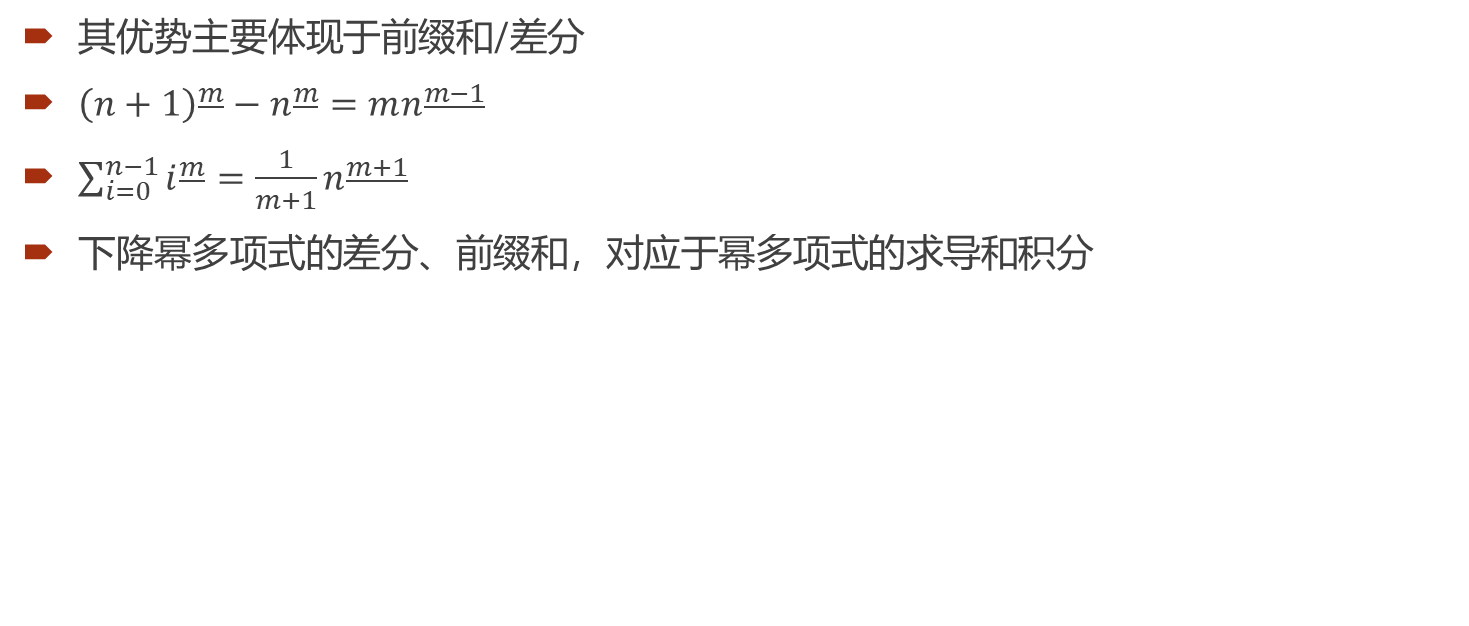 其优势主要体现于前缀和/差分
$(n+1)^{\underline{m}} - n^{\underline{m}} = mn^{\underline{m-1}}$
$\sum_{i=0}^{n-1} i^{\underline{m}} = \frac{1}{m+1} n^{\underline{m+1}}$
下降幂多项式的差分、前缀和，对应于幂多项式的求导和积分